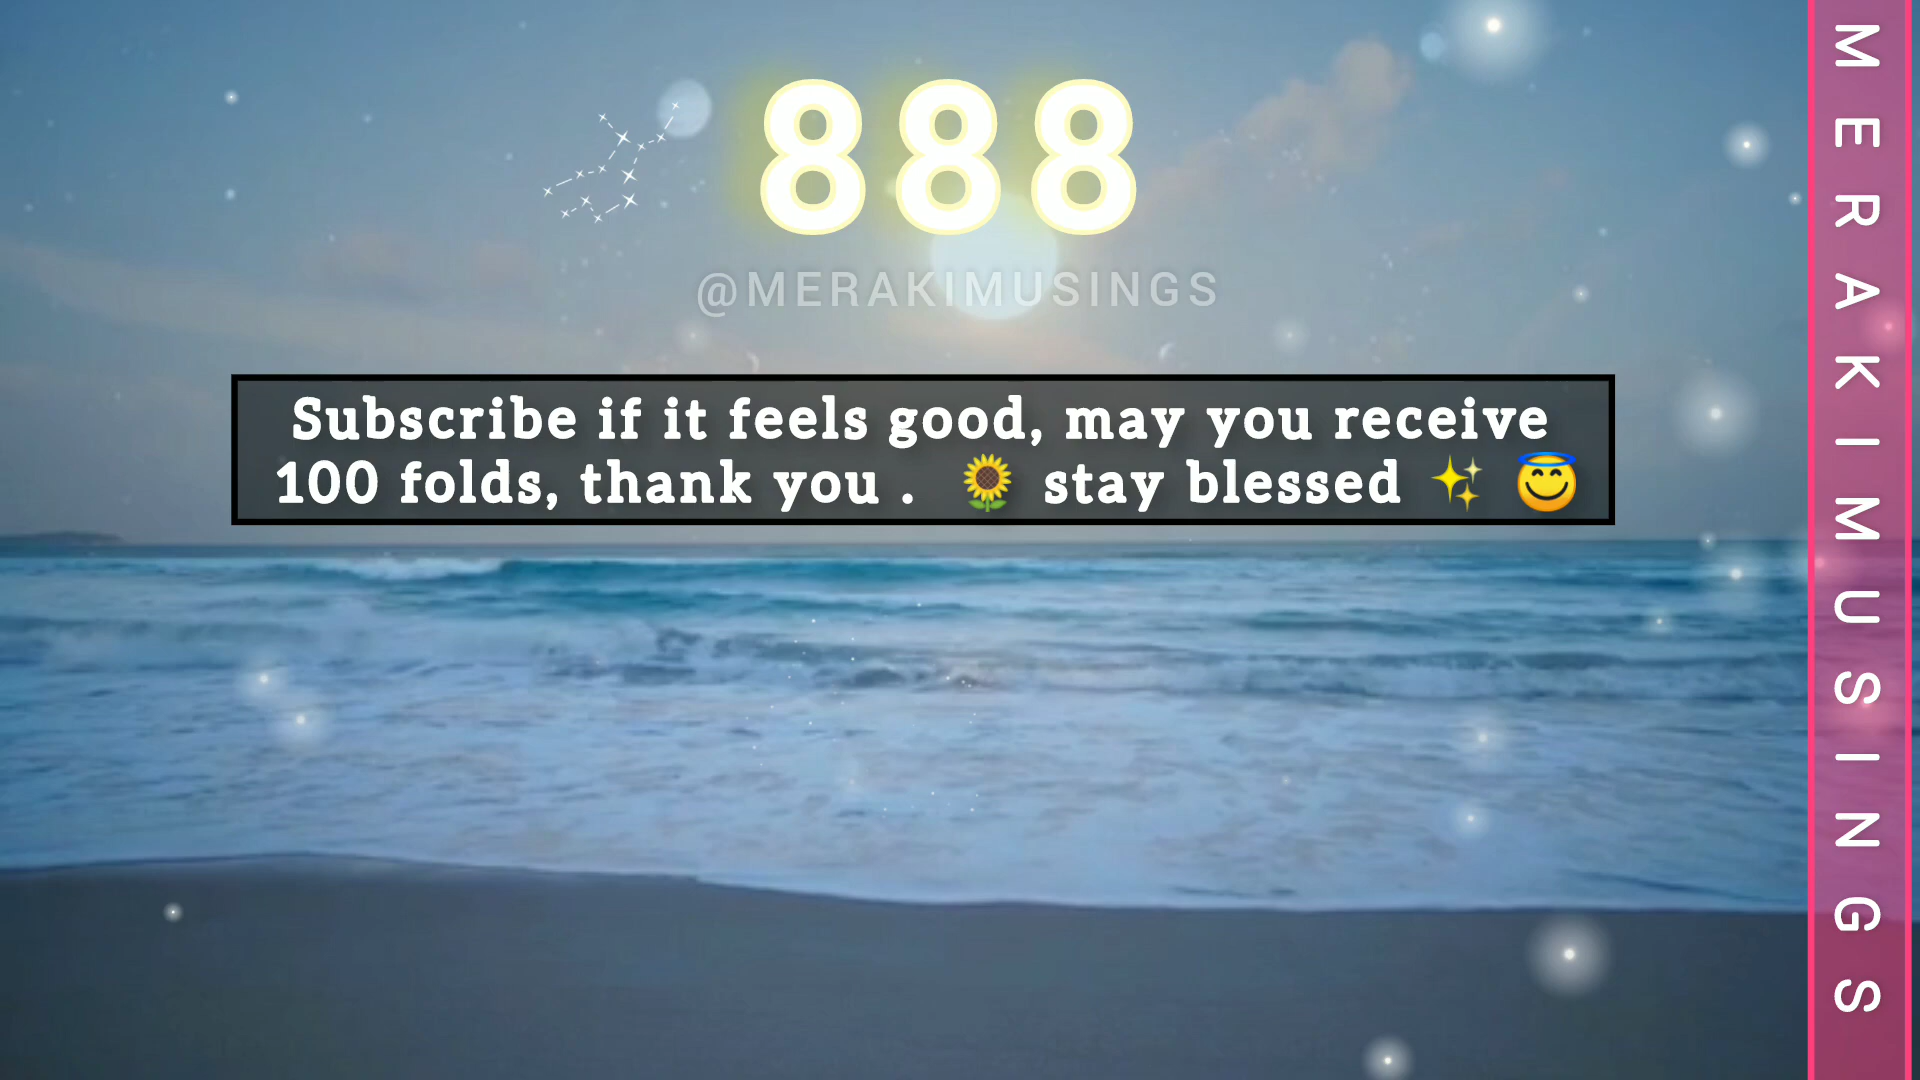 888
@MERAKIMUSINGS
Subscribe if it feels good, may you receive
100 folds, thank you . 🌻 stay blessed ✨ 😇
MERAKIMUSINGS